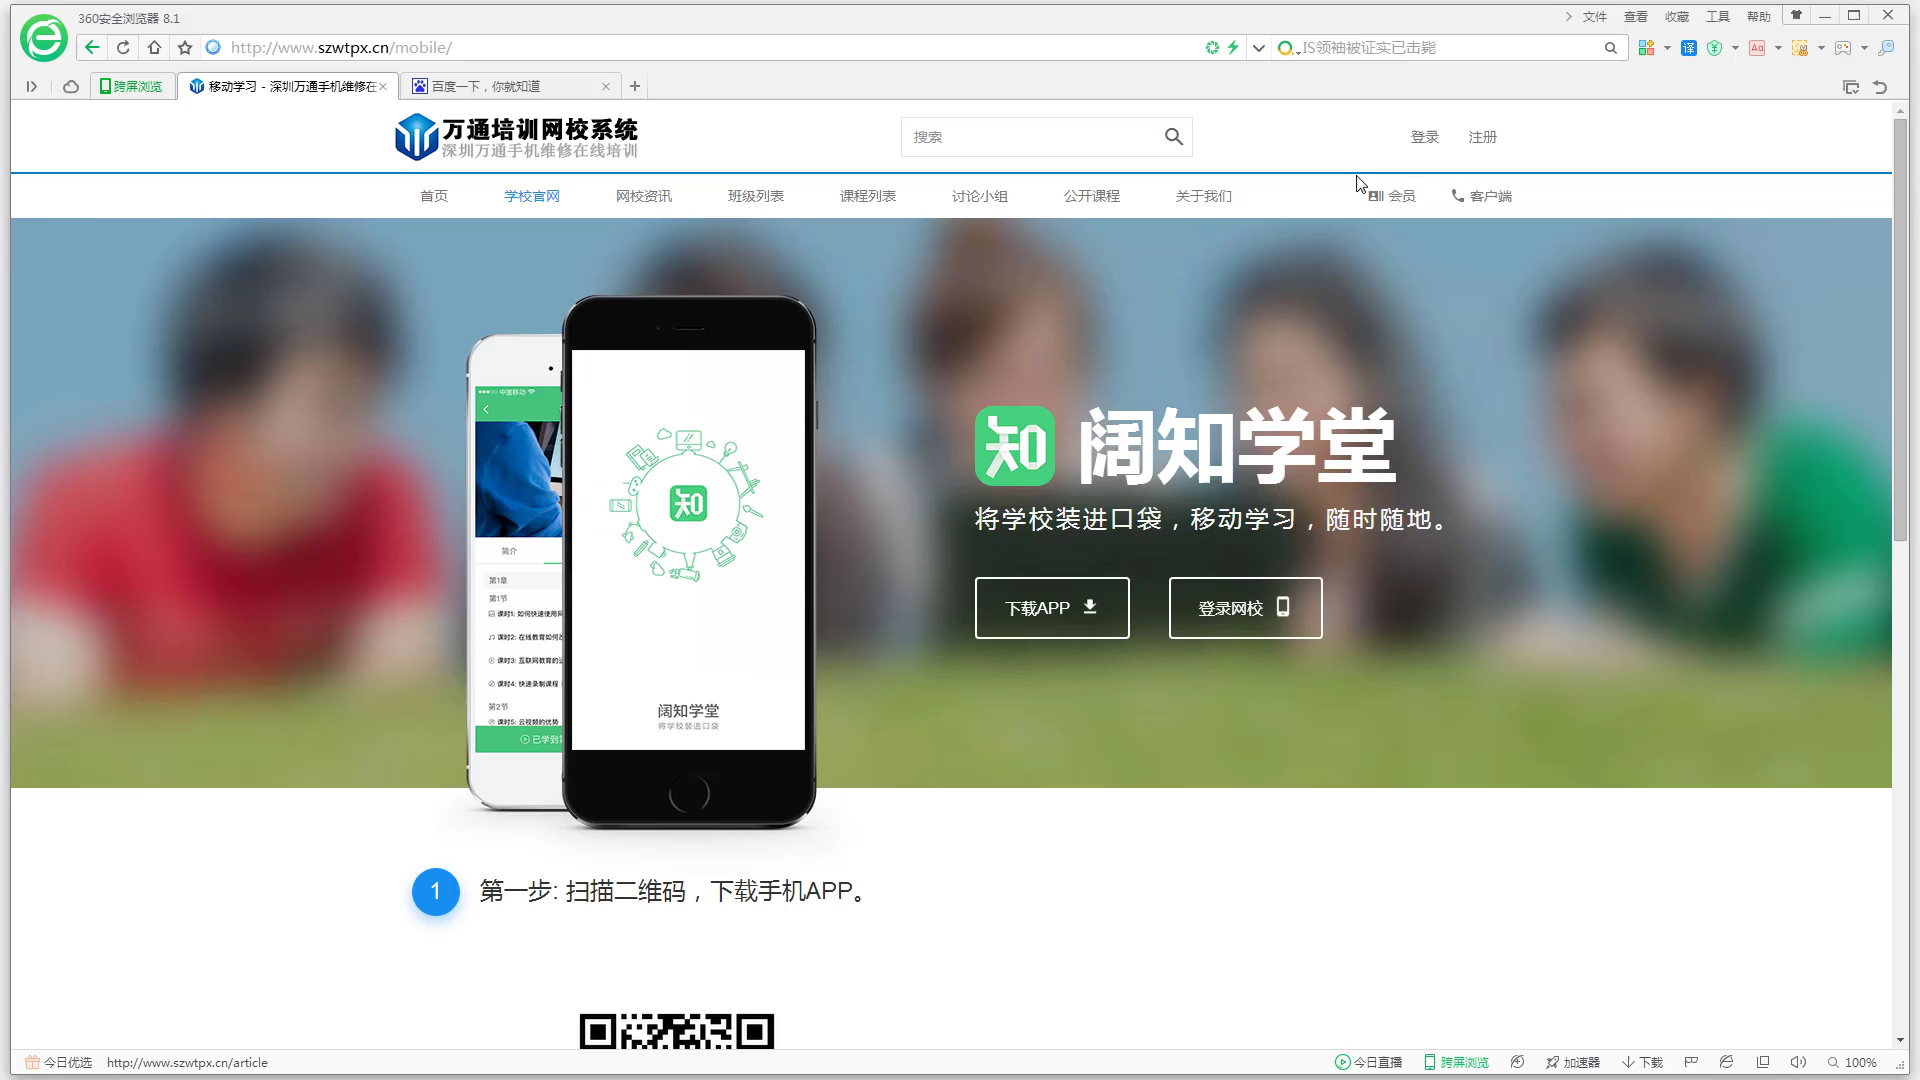 360安全浏览器 8.1
文件 查看 收藏 工具 帮助
http://www.szwtpx.cn/mobile/
IS领袖被证实已击毙
跨屏浏览
移动学习 - 深圳万通手机维修在
百度一下，你就知道
万通培训网校系统
深圳万通手机维修在线培训
搜索
登录 注册
首页 学校官网 网校资讯 班级列表 课程列表 讨论小组 公开课程 关于我们 会员 客户端
中国移动
简介
第1章
第1节
课时1: 如何快速使用网
课时2: 在线教育如何改
课时3: 互联网教育的
课时4: 快速录制课程
第2节
课时5: 云视频的优势
已学到
知
阔知学堂
将学校装进口袋
知 阔知学堂
将学校装进口袋，移动学习，随时随地。
下载APP
登录网校
1 第一步: 扫描二维码，下载手机APP。
今日优选 http://www.szwtpx.cn/article
今日直播 跨屏浏览 加速器 下载 100%